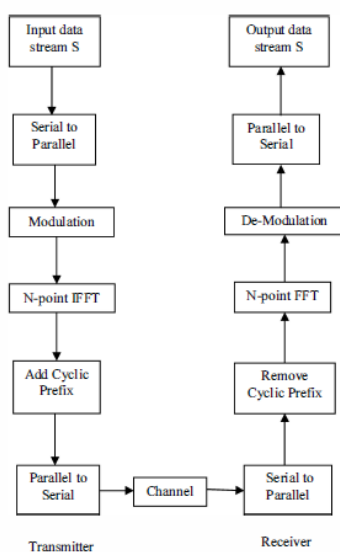 Input data
stream S
Serial to
Parallel
Modulation
N-point IFFT
Add Cyclic
Prefix
Parallel to
Serial
Transmitter
Channel
Output data
stream S
Parallel to
Serial
De-Modulation
N-point FFT
Remove
Cyclic Prefix
Serial to
Parallel
Receiver